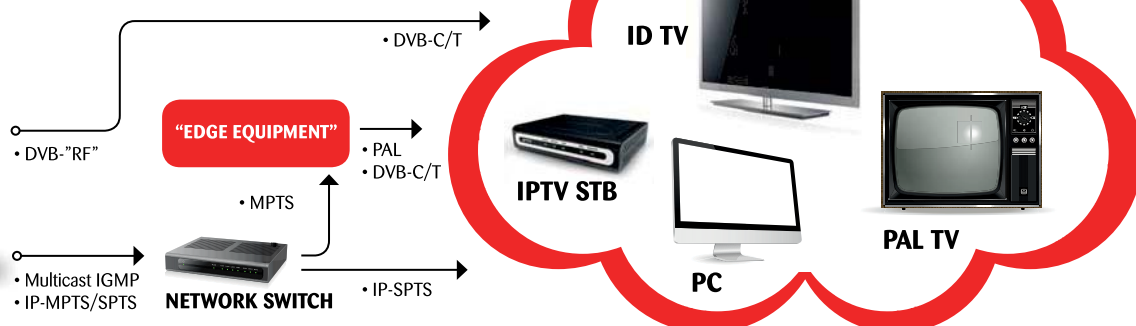 • DVB-C/T
ID TV
"EDGE EQUIPMENT"
• DVB-"RF"
• PAL
• DVB-C/T
IPTV STB
• MPTS
PAL TV
• Multicast IGMP
• IP-MPTS/SPTS
NETWORK SWITCH
• IP-SPTS
PC